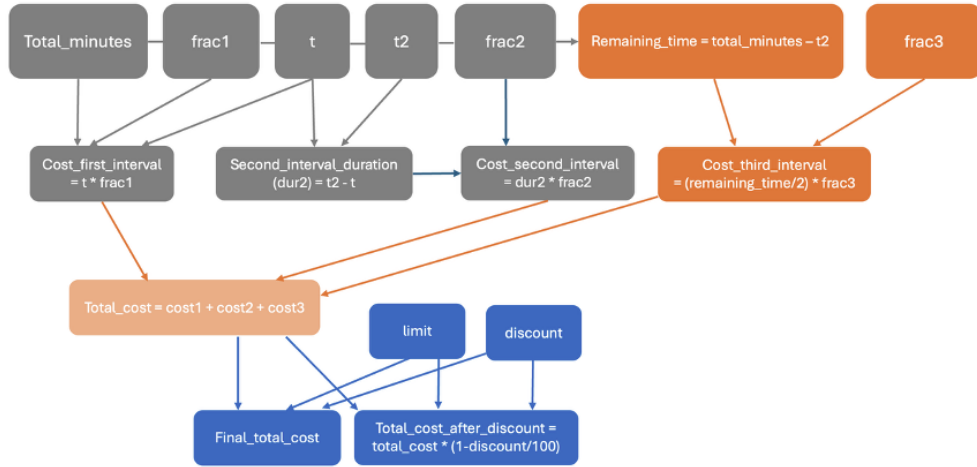 Total_minutes
frac1
t
t2
frac2
Remaining_time = total_minutes – t2
frac3
Cost_first_interval
= t * frac1
Second_interval_duration
(dur2) = t2 - t
Cost_second_interval
= dur2 * frac2
Cost_third_interval
= (remaining_time/2) * frac3
Total_cost = cost1 + cost2 + cost3
limit
discount
Final_total_cost
Total_cost_after_discount =
total_cost * (1-discount/100)